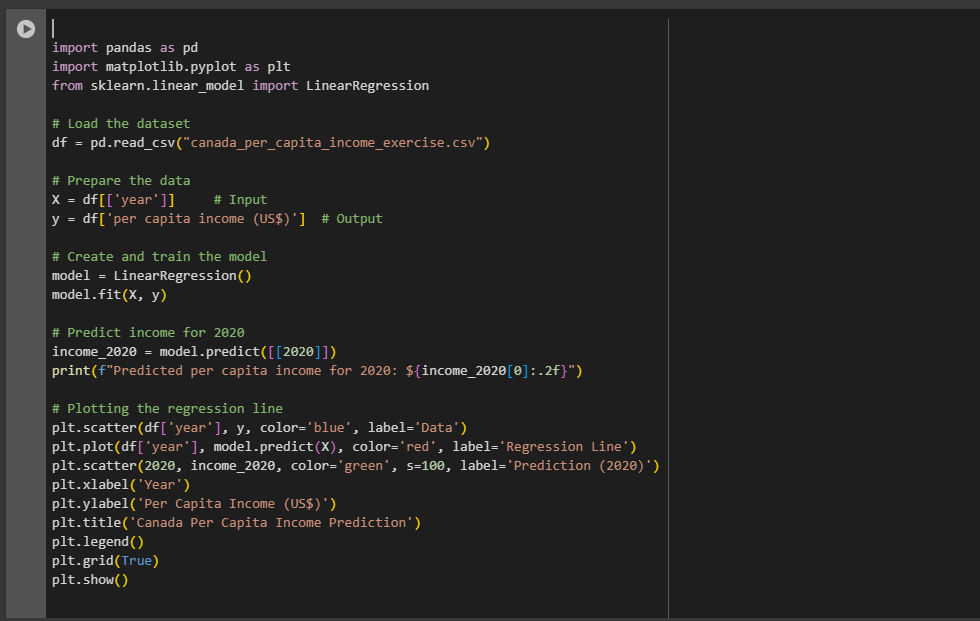 import pandas as pd
import matplotlib.pyplot as plt
from sklearn.linear_model import LinearRegression
# Load the dataset
df = pd.read_csv("canada_per_capita_income_exercise.csv")
# Prepare the data
X = df[['year']]     # Input
y = df['per capita income (US$)']  # Output
# Create and train the model
model = LinearRegression()
model.fit(X, y)
# Predict income for 2020
income_2020 = model.predict([[2020]])
print(f"Predicted per capita income for 2020: ${income_2020[0]:.2f}")
# Plotting the regression line
plt.scatter(df['year'], y, color='blue', label='Data')
plt.plot(df['year'], model.predict(X), color='red', label='Regression Line')
plt.scatter(2020, income_2020, color='green', s=100, label='Prediction (2020)')
plt.xlabel('Year')
plt.ylabel('Per Capita Income (US$)')
plt.title('Canada Per Capita Income Prediction')
plt.legend()
plt.grid(True)
plt.show()